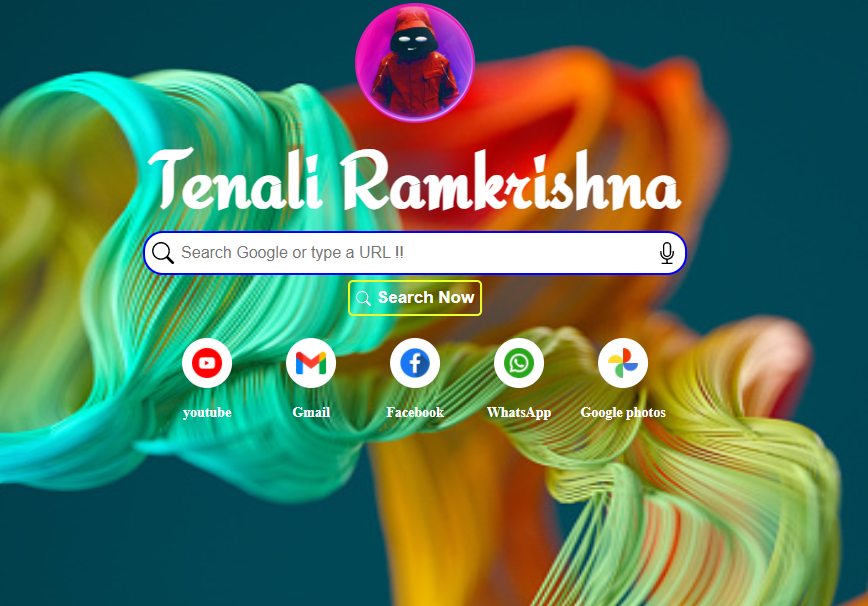 Tenali Ramkrishna
Search Google or type a URL !!
Search Now
youtube Gmail Facebook WhatsApp Google photos